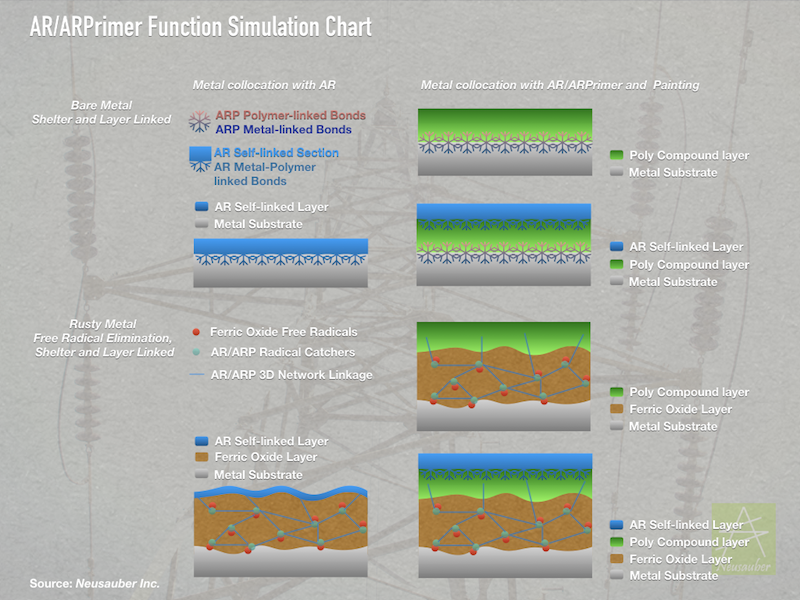 AR/ARPrimer Function Simulation Chart
Metal collocation with AR
Metal collocation with AR/ARPrimer and Painting
Bare Metal
Shelter and Layer Linked
ARP Polymer-linked Bonds
ARP Metal-linked Bonds
AR Self-linked Section
AR Metal-Polymer
linked Bonds
AR Self-linked Layer
Metal Substrate
Poly Compound layer
Metal Substrate
AR Self-linked Layer
Poly Compound layer
Metal Substrate
Rusty Metal
Free Radical Elimination,
Shelter and Layer Linked
Ferric Oxide Free Radicals
AR/ARP Radical Catchers
AR/ARP 3D Network Linkage
Poly Compound layer
Ferric Oxide Layer
Metal Substrate
AR Self-linked Layer
Ferric Oxide Layer
Metal Substrate
AR Self-linked Layer
Poly Compound layer
Ferric Oxide Layer
Metal Substrate
Neusauber
Source: Neusauber Inc.